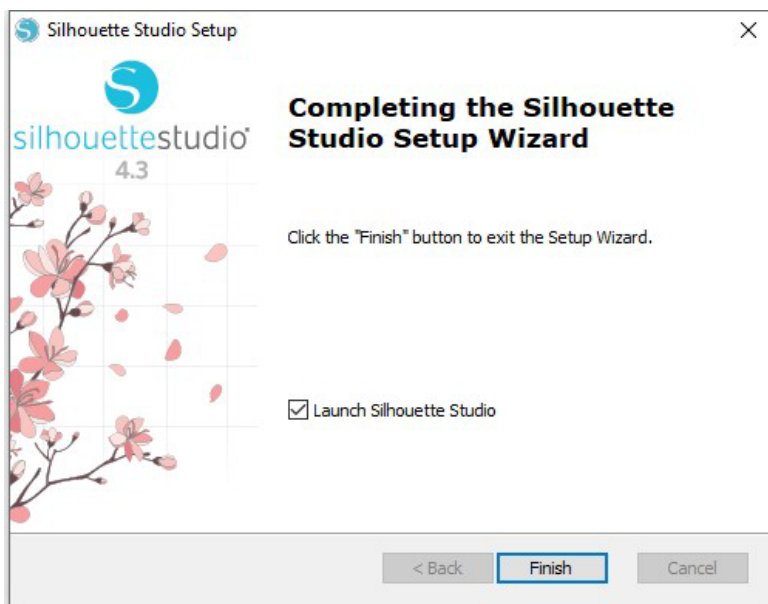 Silhouette Studio Setup
S
silhouettestudio®
4.3
Completing the Silhouette
Studio Setup Wizard
Click the "Finish" button to exit the Setup Wizard.
Launch Silhouette Studio
< Back
Finish
Cancel